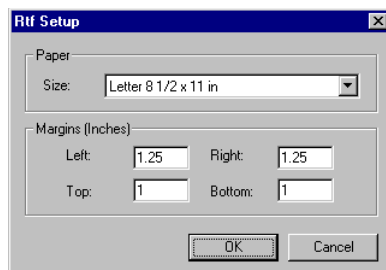 Rtf Setup
Paper
Size: Letter 8 1/2 x 11 in
Margins (Inches)
Left: 1.25 Right: 1.25
Top: 1 Bottom: 1
OK Cancel